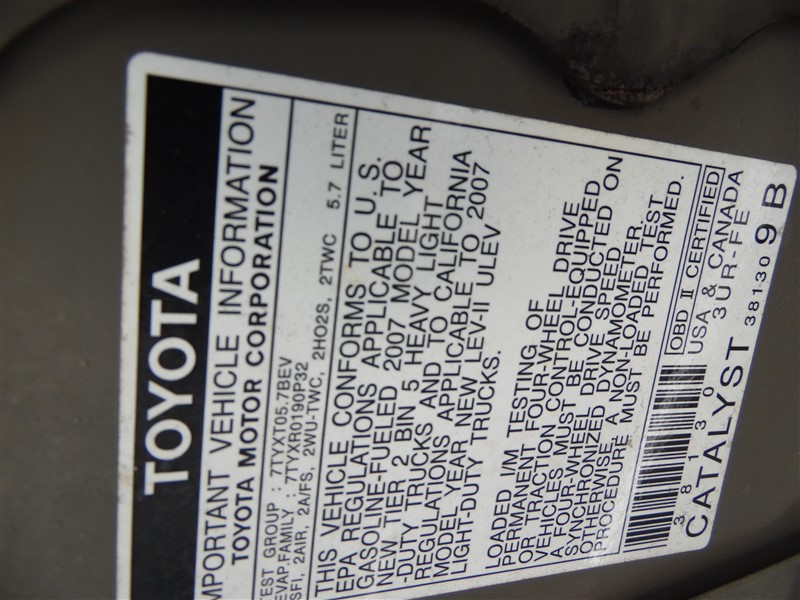 TOYOTA
IMPORTANT VEHICLE INFORMATION
TOYOTA MOTOR CORPORATION
TEST GROUP : 7TYXT05.7BEV
EVAP.FAMILY : 7TYXR0190P32
SFI, 2AIR, 2A/FS, 2WU-TWC, 2HO2S, 2TWC 5.7 LITER
THIS VEHICLE CONFORMS TO U.S.
EPA REGULATIONS APPLICABLE TO
GASOLINE-FUELED 2007 MODEL YEAR
NEW TIER 2 BIN 5 HEAVY LIGHT
-DUTY TRUCKS AND TO CALIFORNIA
REGULATIONS APPLICABLE TO 2007
MODEL YEAR NEW LEV-II ULEV
LIGHT-DUTY TRUCKS.
LOADED I/M TESTING OF
PERMANENT FOUR-WHEEL DRIVE
OR TRACTION CONTROL-EQUIPPED
VEHICLES MUST BE CONDUCTED ON
A FOUR-WHEEL DRIVE SPEED
SYNCHRONIZED DYNAMOMETER.
OTHERWISE, A NON-LOADED TEST
PROCEDURE MUST BE PERFORMED.
OBD II CERTIFIED
38130
USA & CANADA
3UR-FE
CATALYST 38130 9B